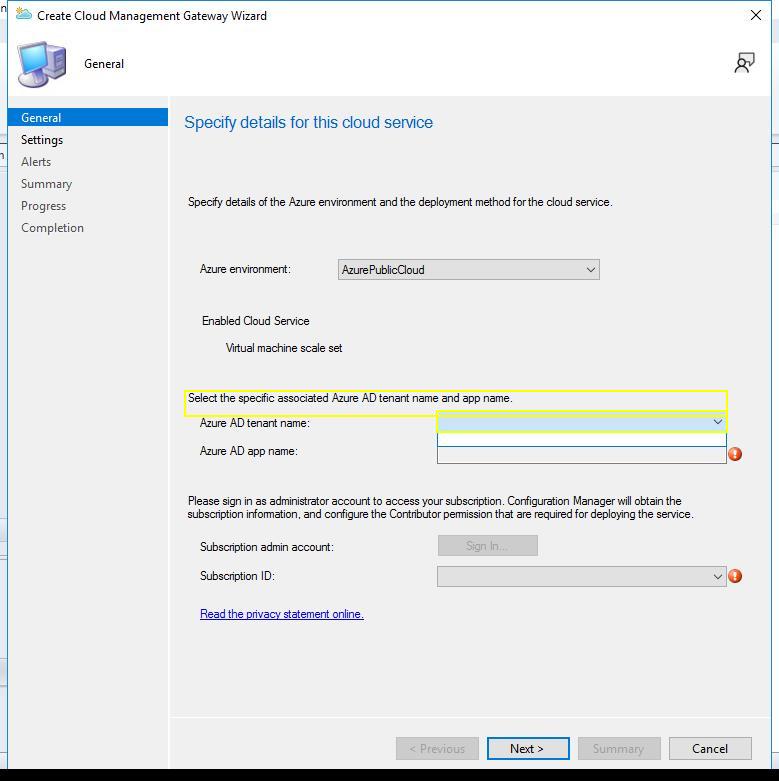 Create Cloud Management Gateway Wizard
General
General
Settings
Alerts
Summary
Progress
Completion
Specify details for this cloud service
Specify details of the Azure environment and the deployment method for the cloud service.
Azure environment: AzurePublicCloud
Enabled Cloud Service
Virtual machine scale set
Select the specific associated Azure AD tenant name and app name.
Azure AD tenant name:
Azure AD app name:
Please sign in as administrator account to access your subscription. Configuration Manager will obtain the
subscription information, and configure the Contributor permission that are required for deploying the service.
Subscription admin account: Sign In...
Subscription ID:
Read the privacy statement online.
< Previous Next > Summary Cancel